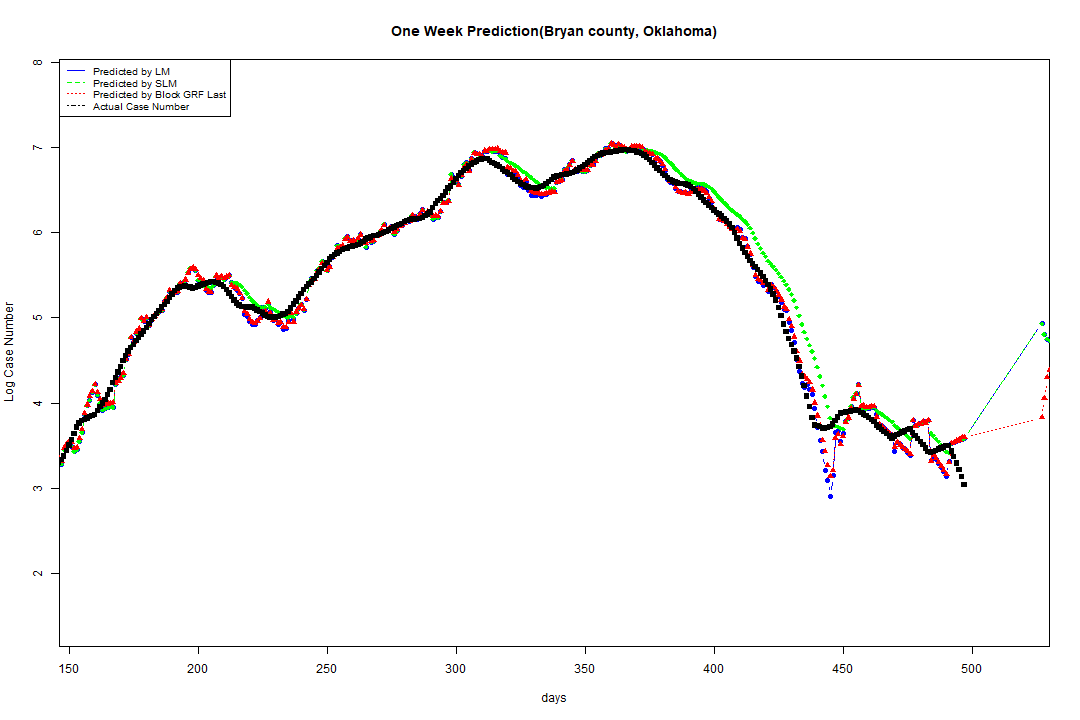 One Week Prediction(Bryan county, Oklahoma)
8
Predicted by LM
Predicted by SLM
Predicted by Block GRF Last
Actual Case Number
7
6
5
4
3
2
Log Case Number
150 200 250 300 350 400 450 500
days